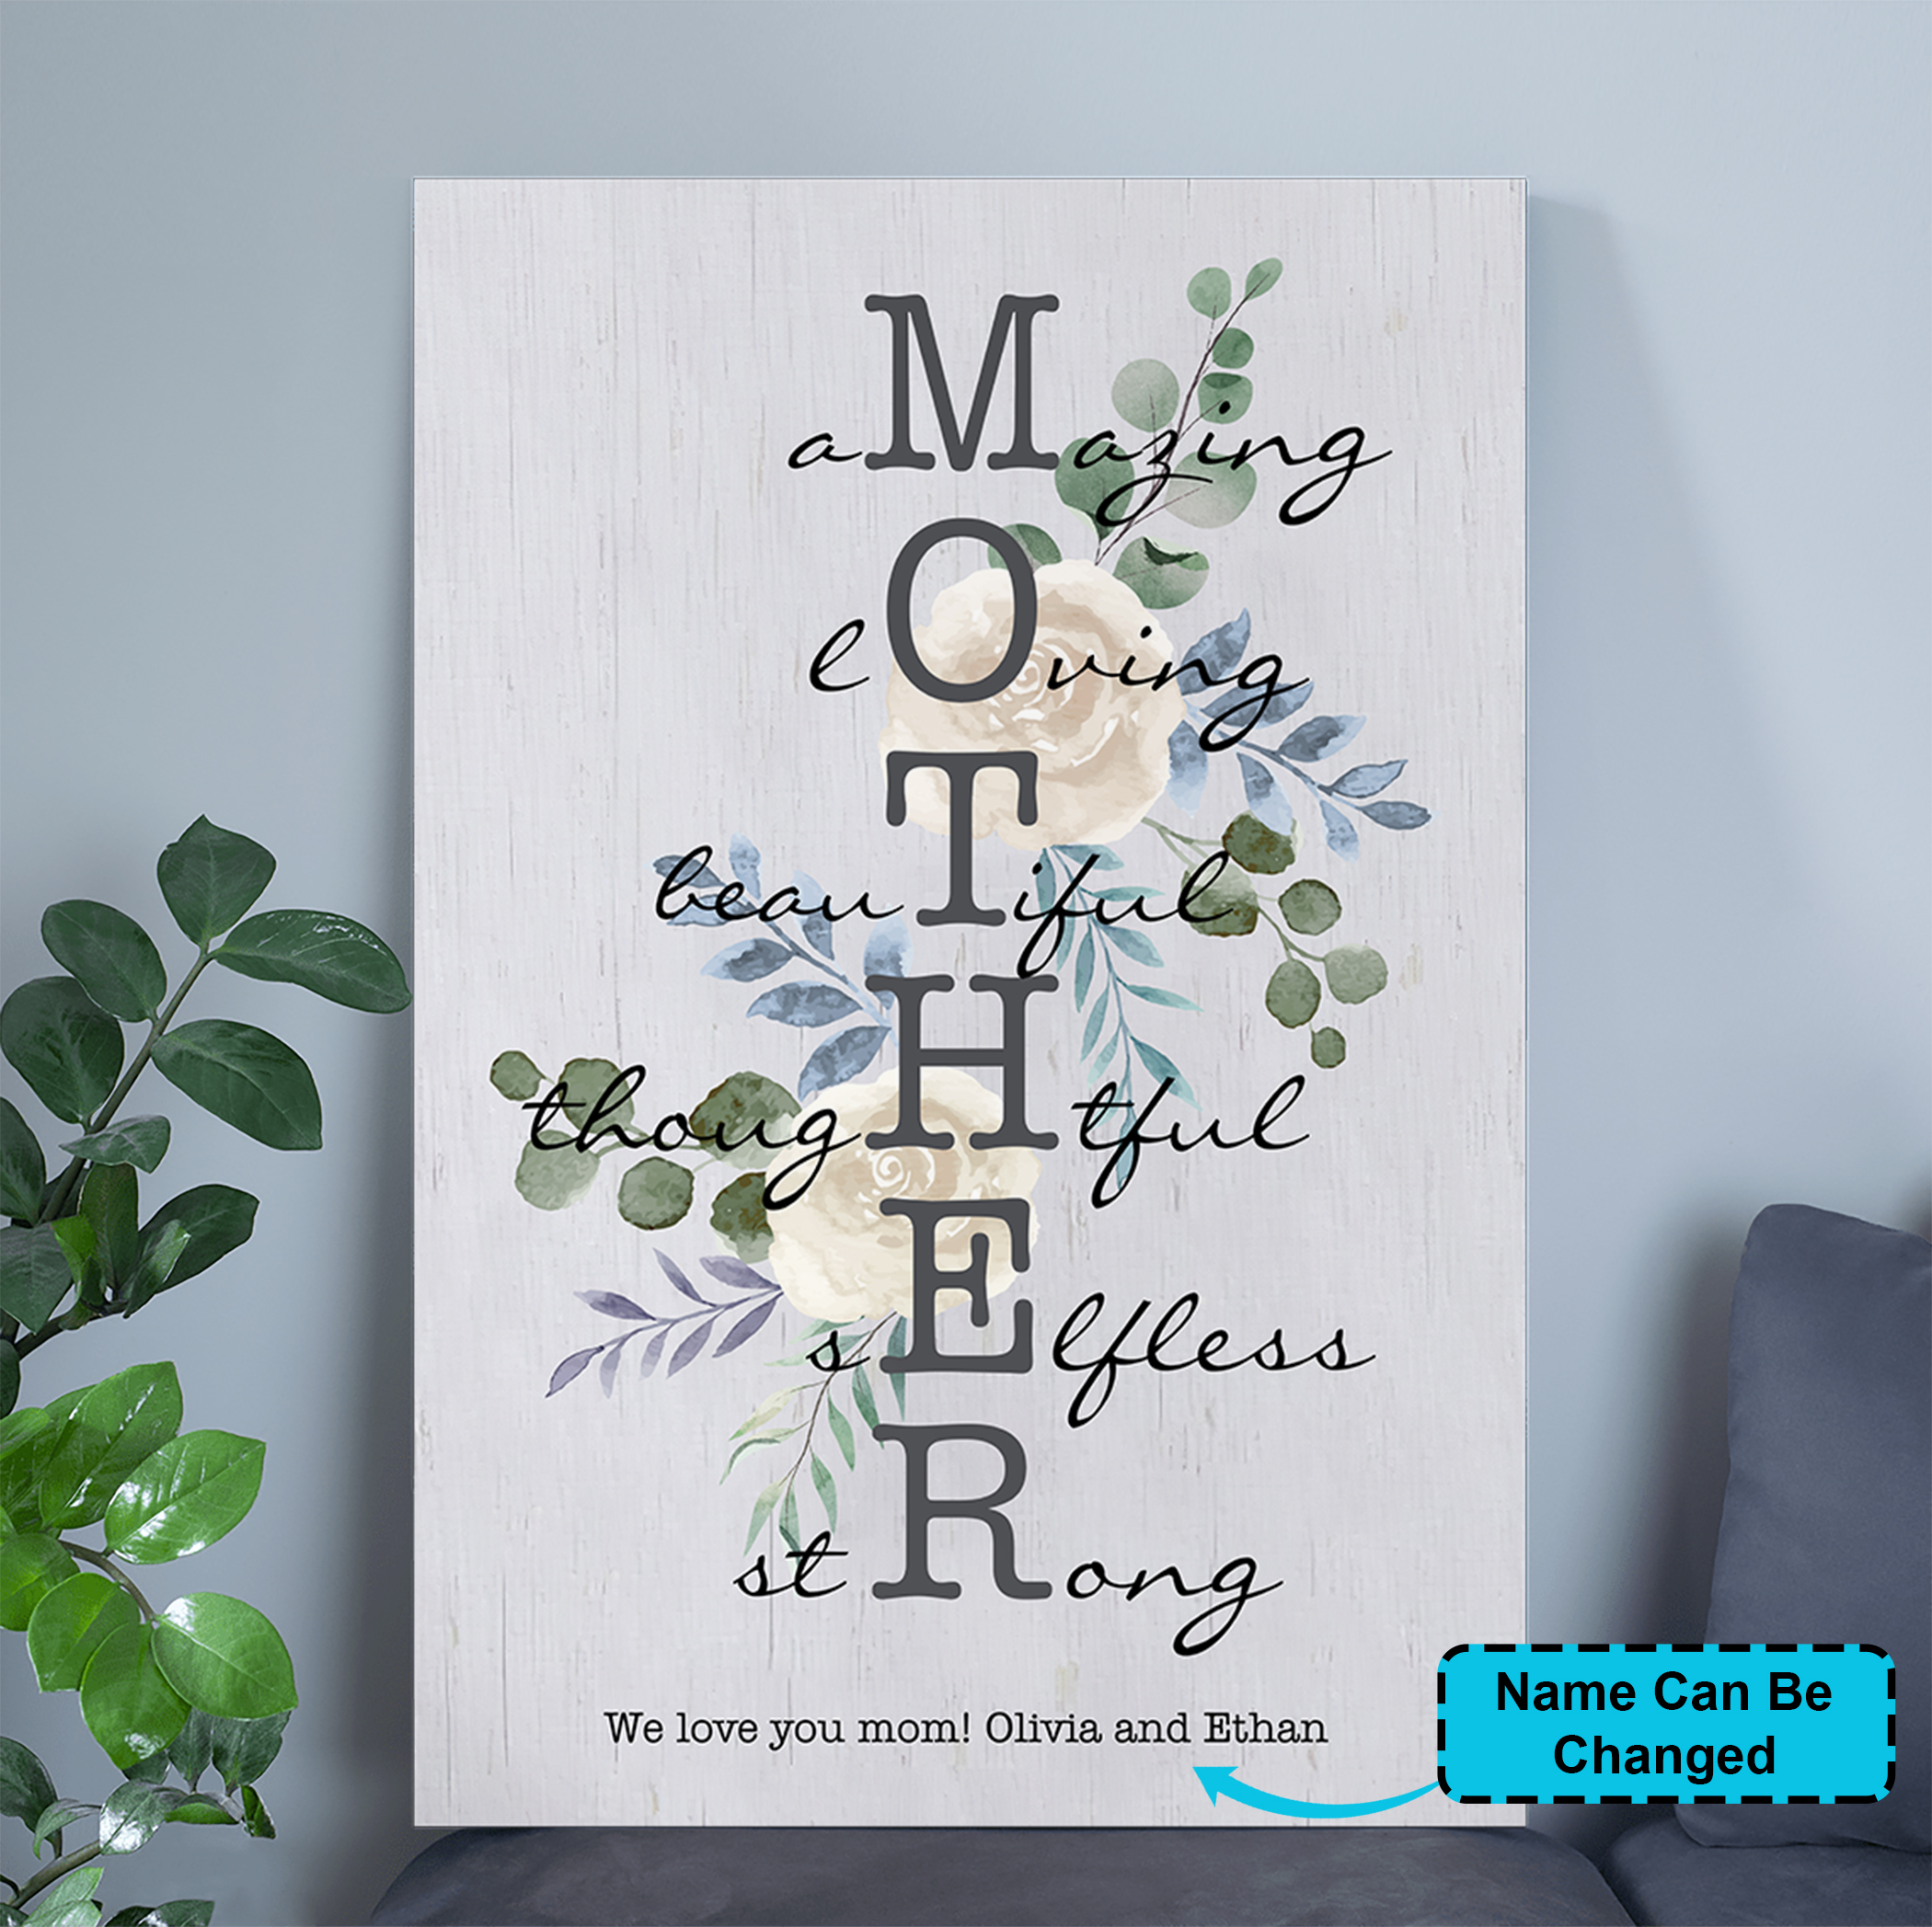 aMazing
lOving
beauTiful
thougHtful
sElfless
stRong
We love you mom! Olivia and Ethan
Name Can Be
Changed